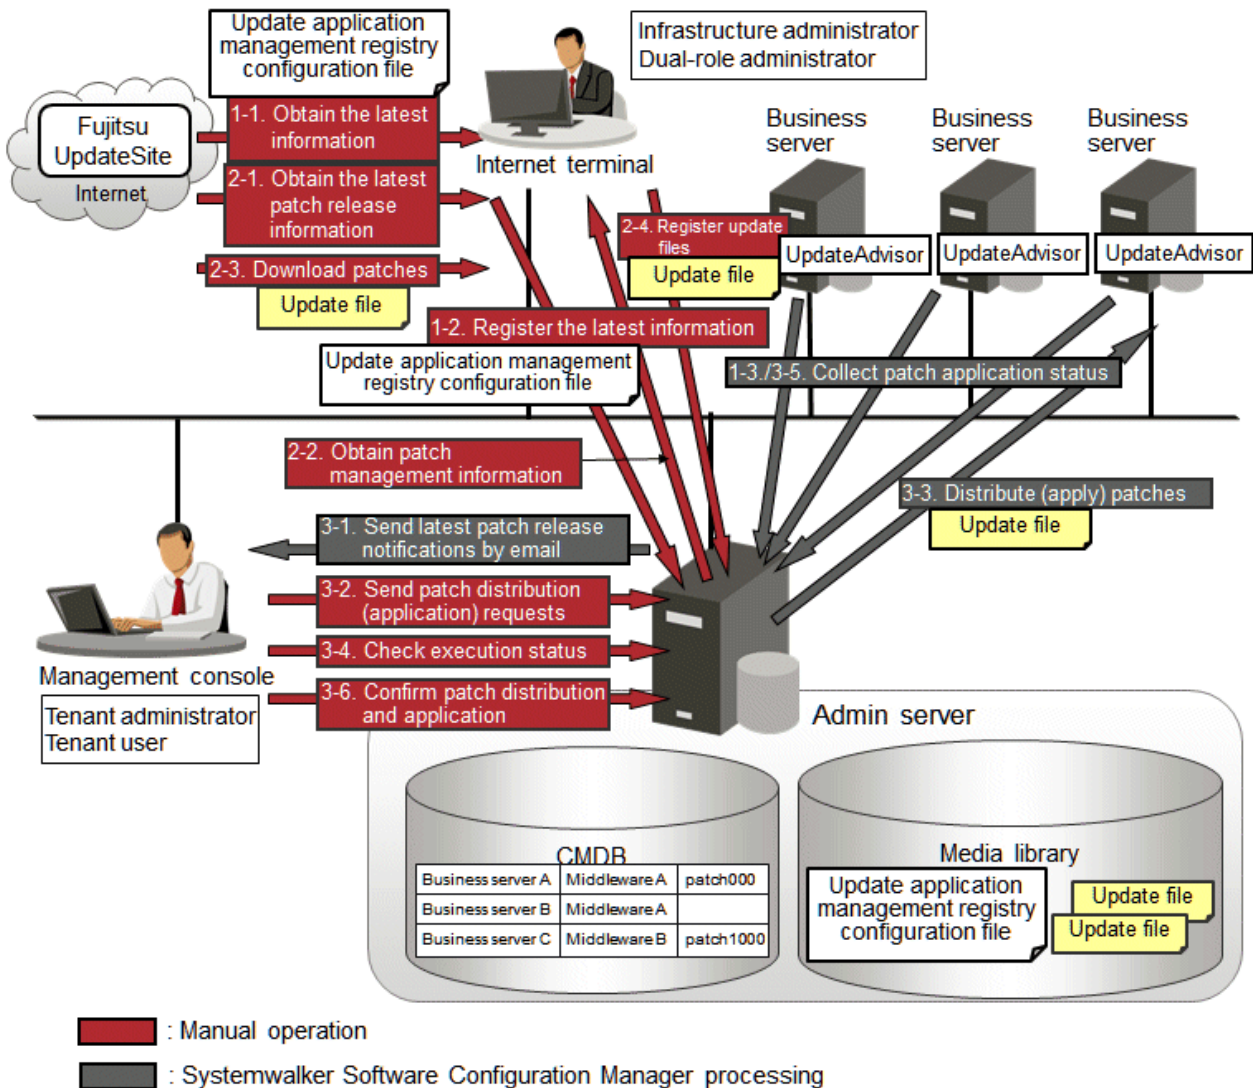 Update application
management registry
configuration file
Infrastructure administrator
Dual-role administrator
Fujitsu
UpdateSite
Internet
1-1. Obtain the latest
information
Internet terminal
2-1. Obtain the latest
patch release
information
2-3. Download patches
Update file
Business
server
Business
server
Business
server
UpdateAdvisor
UpdateAdvisor
UpdateAdvisor
2-4. Register update
files
Update file
1-2. Register the latest information
Update application management
registry configuration file
1-3./3-5. Collect patch application status
2-2. Obtain patch
management information
3-3. Distribute (apply) patches
Update file
3-1. Send latest patch release
notifications by email
3-2. Send patch distribution
(application) requests
3-4. Check execution status
3-6. Confirm patch distribution
and application
Management console
Tenant administrator
Tenant user
Admin server
CMDB
Business server A Middleware A patch000
Business server B Middleware A
Business server C Middleware B patch1000
Media library
Update application
management registry
configuration file
Update file
Update file
: Manual operation
: Systemwalker Software Configuration Manager processing